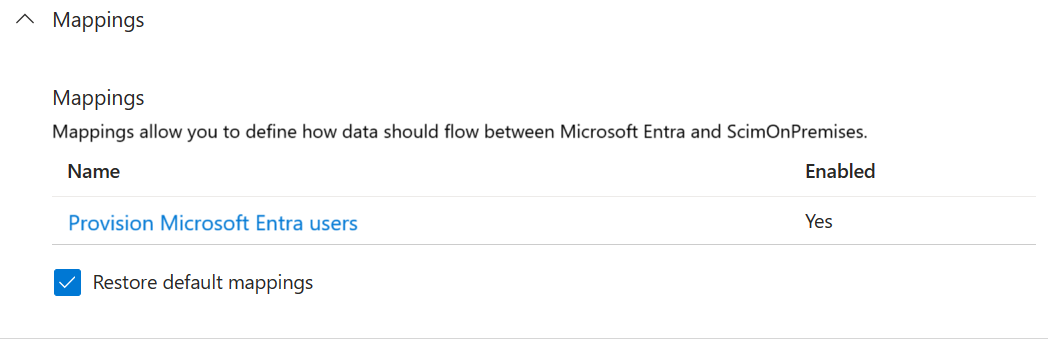 Mappings
Mappings
Mappings allow you to define how data should flow between Microsoft Entra and ScimOnPremises.
Name Enabled
Provision Microsoft Entra users Yes
Restore default mappings